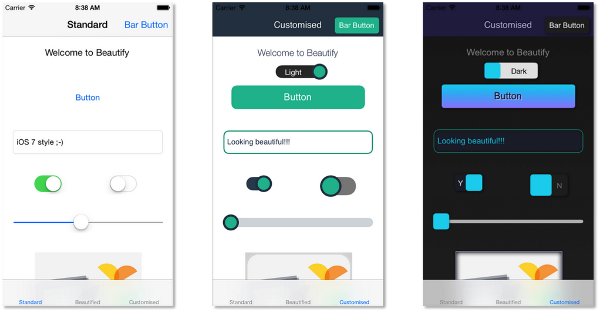 Carrier 8:38 AM
Standard Bar Button
Welcome to Beautify
Button
iOS 7 style ;-)
Standard Beautified Customised
Carrier 8:38 AM
Customised Bar Button
Welcome to Beautify
Light
Button
Looking beautiful!!!!
Standard Beautified Customised
Carrier 8:38 AM
Customised Bar Button
Welcome to Beautify
Dark
Button
Looking beautiful!!!!
Y N
Standard Beautified Customised